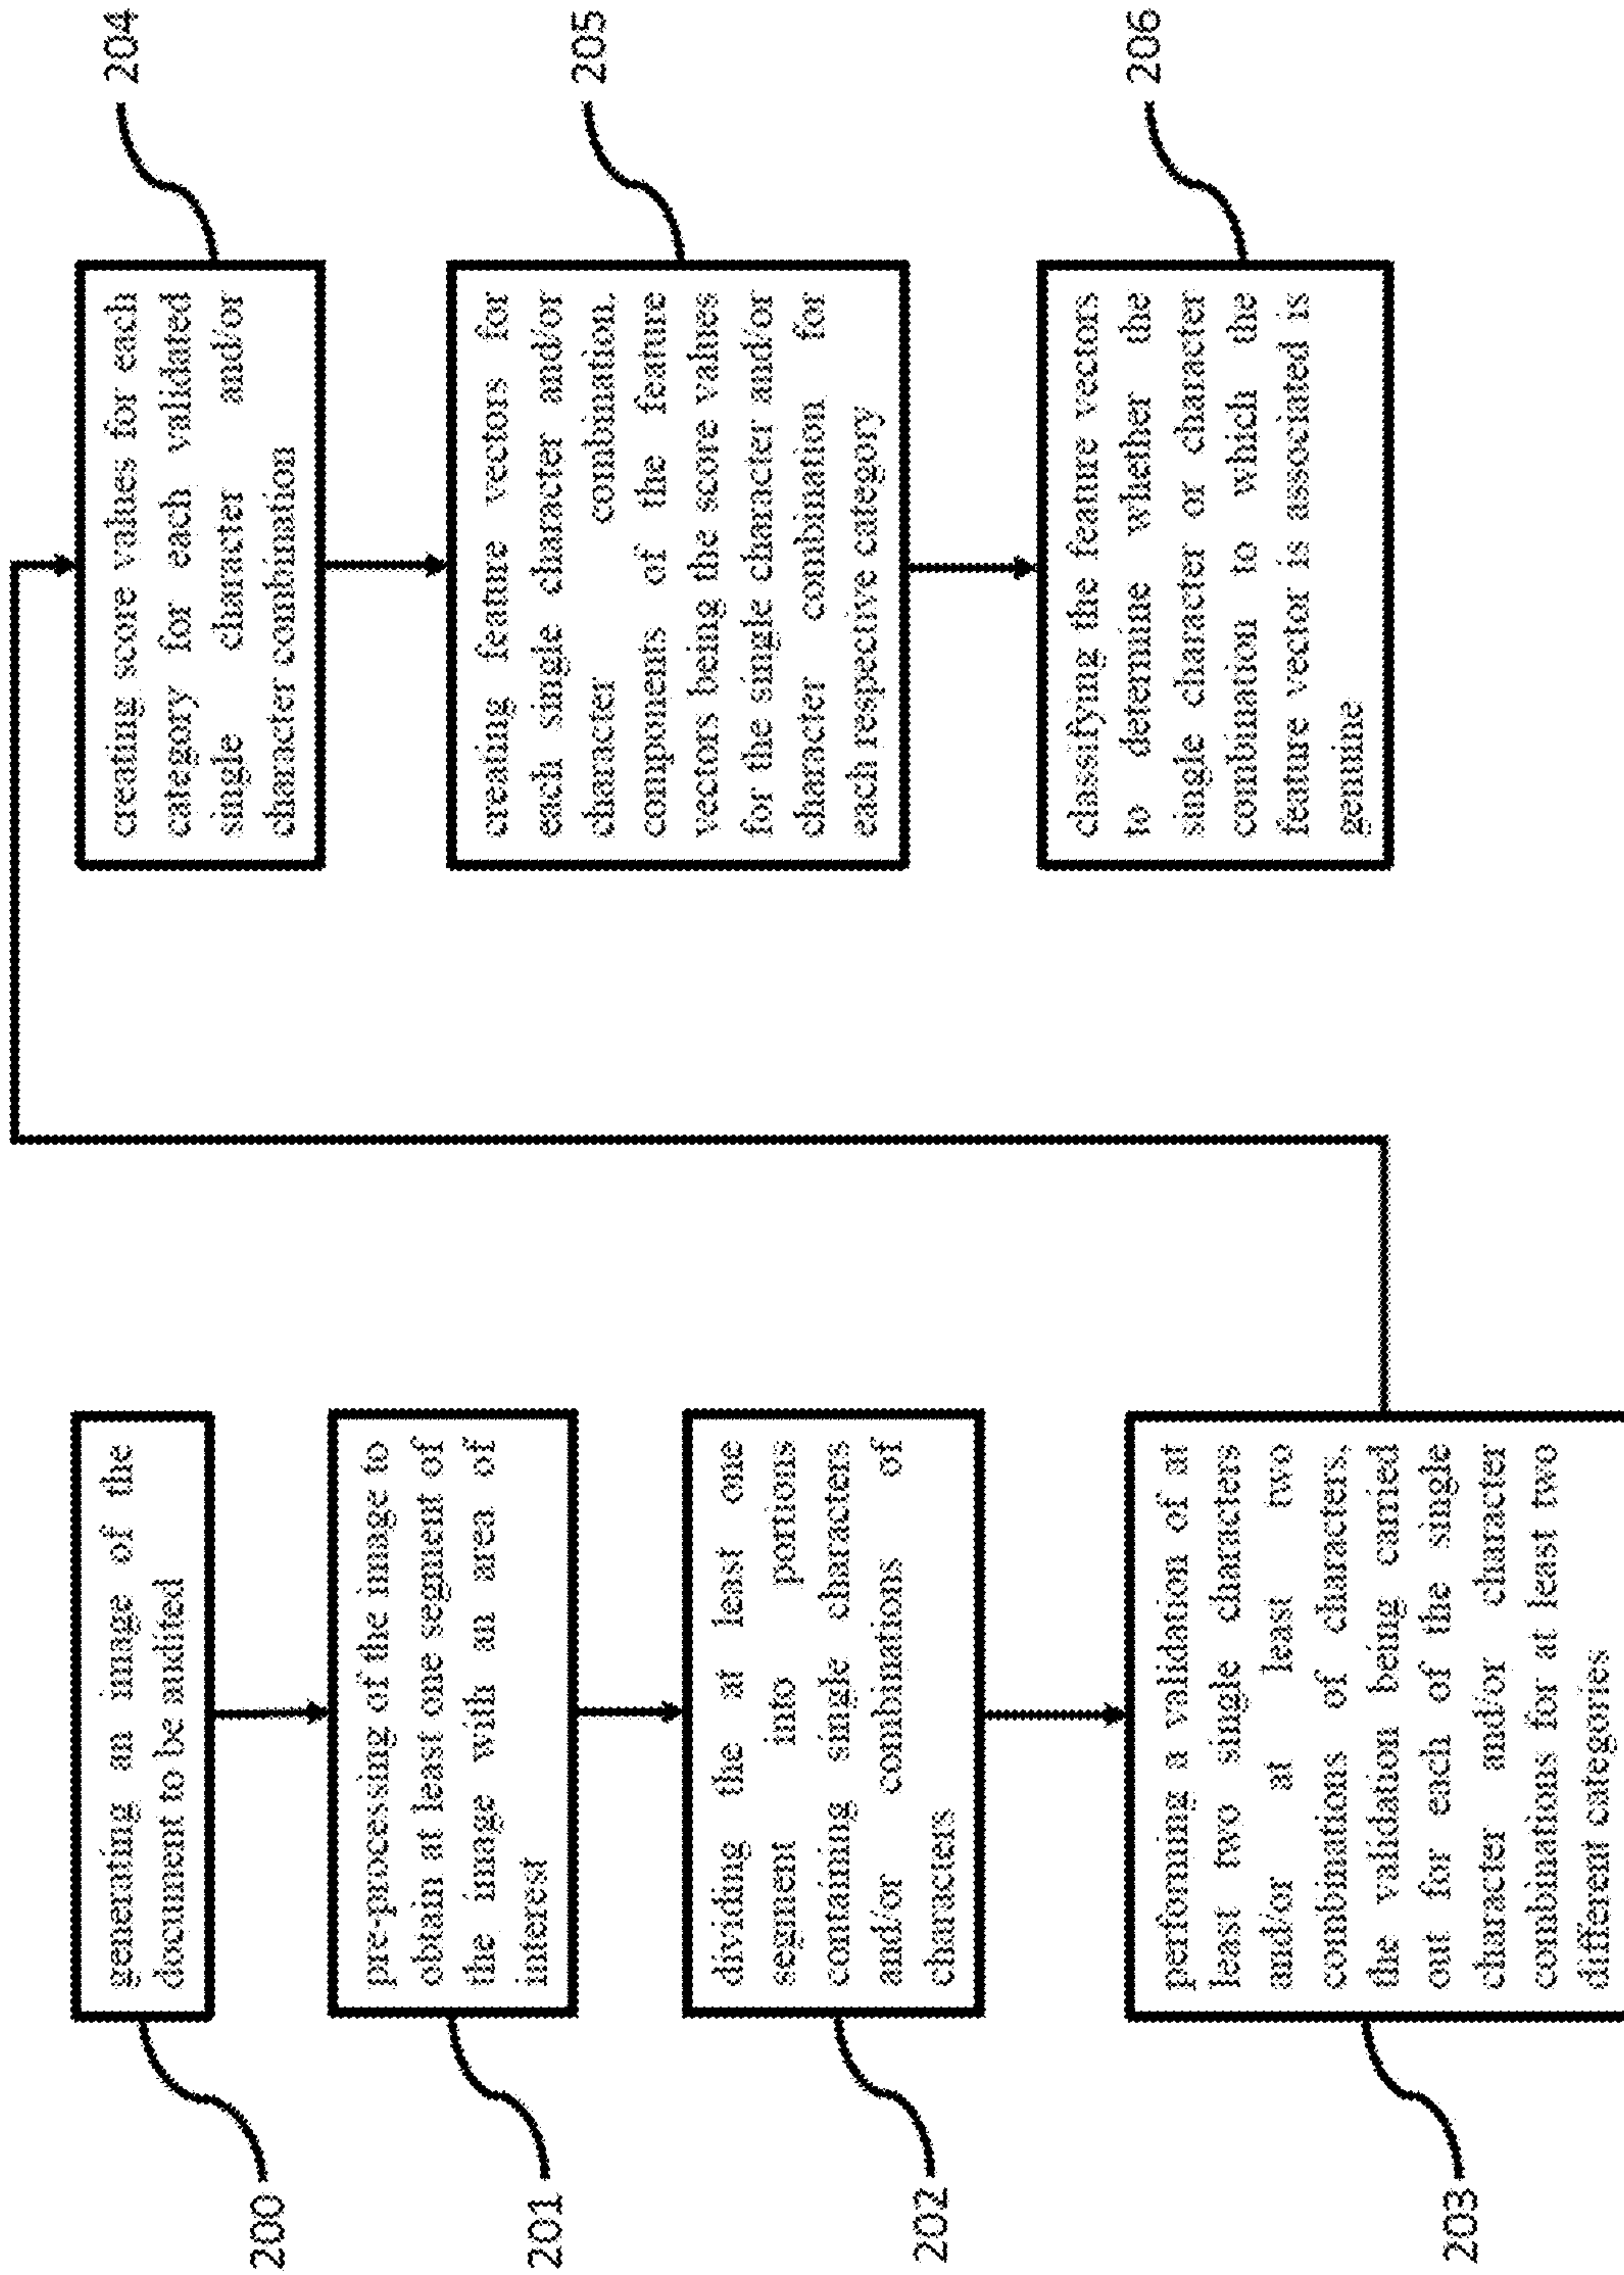 200
generating an image of the
document to be audited
201
pre-processing of the image to
obtain at least one segment of
the image with an area of
interest
202
dividing the at least one
segment into portions
containing single characters
and/or combinations of
characters
203
performing a validation of at
least two single characters
and/or at least two
combinations of characters,
the validation being carried
out for each of the single
character and/or character
combinations for at least two
different categories
204
creating score values for each
category for each validated
single character and/or
character combination
205
creating feature vectors for
each single character and/or
character combination,
components of the feature
vectors being the score values
for the single character and/or
character combination for
each respective category
206
classifying the feature vectors
to determine whether the
single character or character
combination to which the
feature vector is associated is
genuine